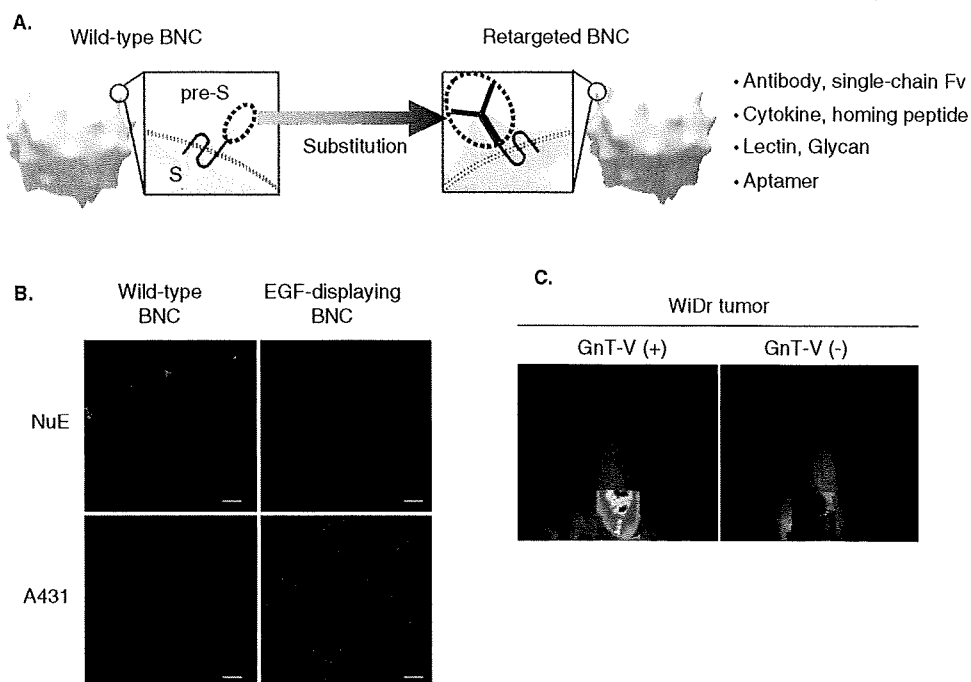 A.
Wild-type BNC
Retargeted BNC
pre-S
S
Substitution
• Antibody, single-chain Fv
• Cytokine, homing peptide
• Lectin, Glycan
• Aptamer
B.
Wild-type
BNC
EGF-displaying
BNC
NuE
A431
C.
WiDr tumor
GnT-V (+)
GnT-V (-)